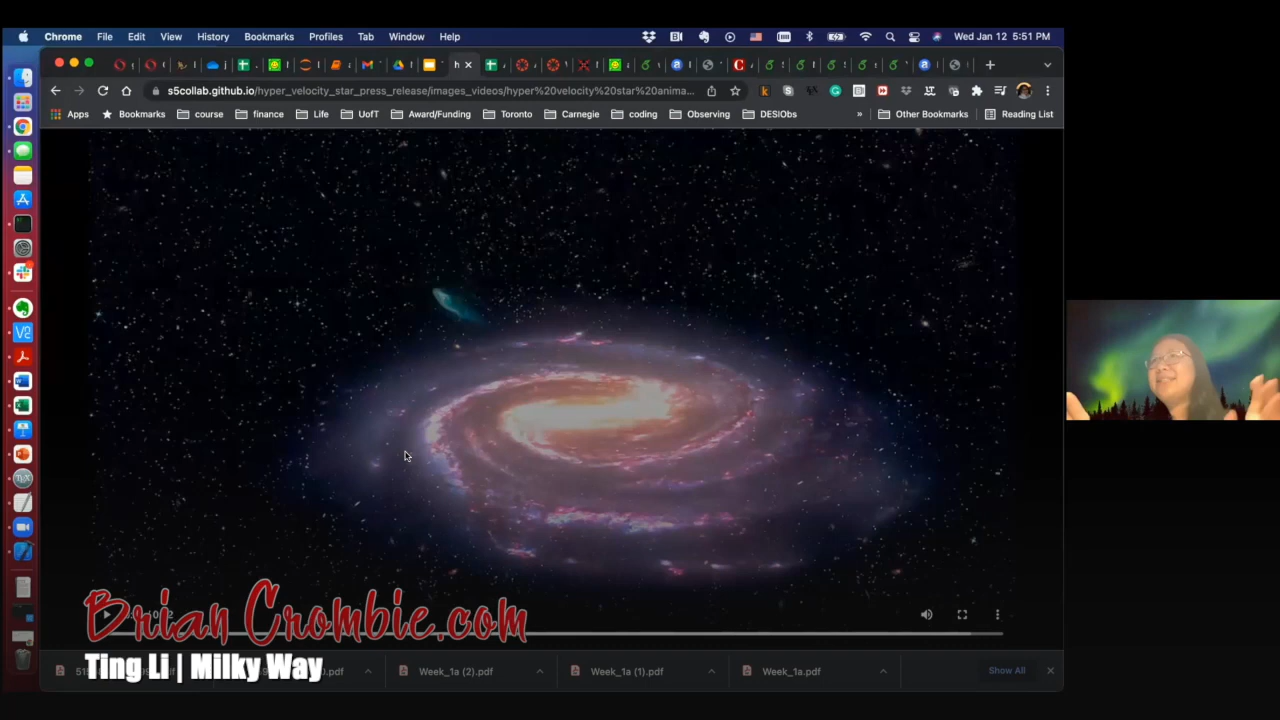 Chrome File Edit View History Bookmarks Profiles Tab Window Help Wed Jan 12 5:51 PM
s5collab.github.io/hyper_velocity_star_press_release/images_videos/hyper%20velocity%20star%20anima...
Apps Bookmarks course finance Life UofT Award/Funding Toronto Carnegie coding Observing DESIObs » Other Bookmarks Reading List
Brian Crombie.com
Ting Li | Milky Way
Week_1a (2).pdf Week_1a (1).pdf Week_1a.pdf Show All